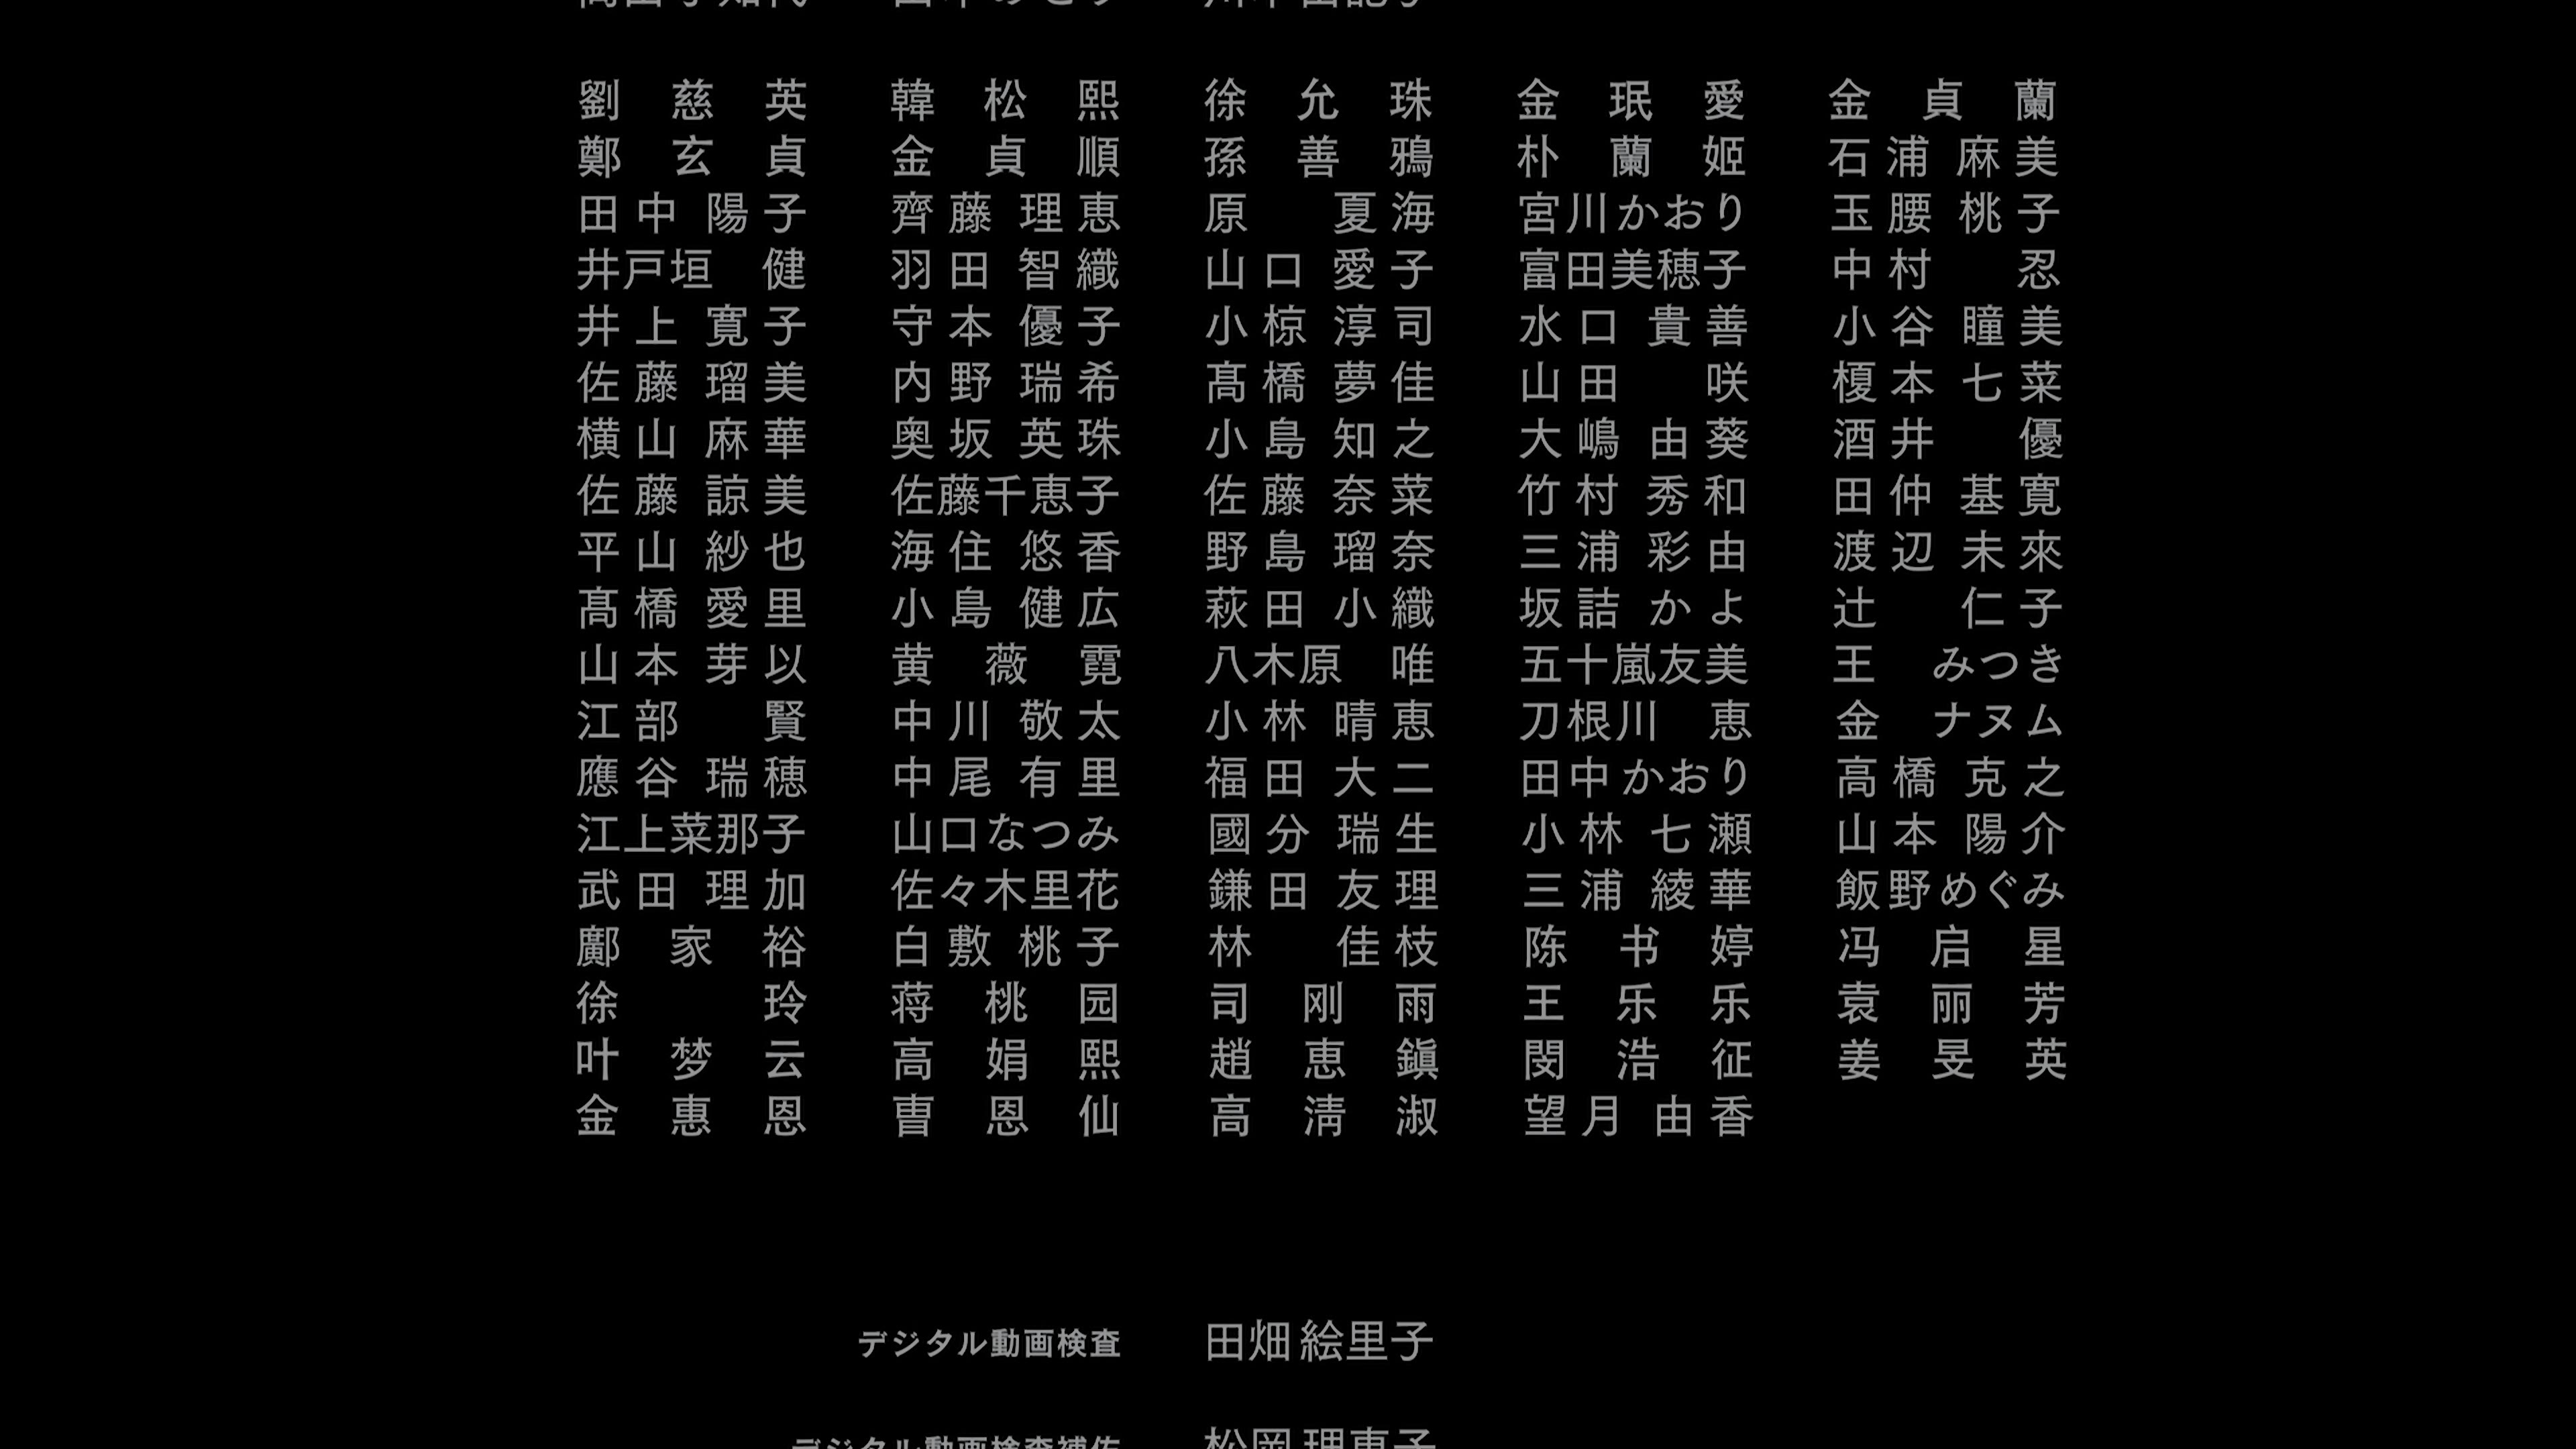 劉慈英 韓松熙 徐允珠 金珉愛 金貞蘭
鄭玄貞 金貞順 孫善鴉 朴蘭姫 石浦麻美
田中陽子 齊藤理恵 原夏海 宮川かおり 玉腰桃子
井戸垣健 羽田智織 山口愛子 富田美穂子 中村忍
井上寛子 守本優子 小椋淳司 水口貴善 小谷瞳美
佐藤瑠美 内野瑞希 髙橋夢佳 山田咲 榎本七菜
横山麻華 奥坂英珠 小島知之 大嶋由葵 酒井優
佐藤諒美 佐藤千恵子 佐藤奈菜 竹村秀和 田仲基寛
平山紗也 海住悠香 野島瑠奈 三浦彩由 渡辺未來
髙橋愛里 小島健広 萩田小織 坂詰かよ 辻仁子
山本芽以 黄薇霓 八木原唯 五十嵐友美 王みつき
江部賢 中川敬太 小林晴恵 刀根川恵 金ナヌム
應谷瑞穂 中尾有里 福田大二 田中かおり 高橋克之
江上菜那子 山口なつみ 國分瑞生 小林七瀬 山本陽介
武田理加 佐々木里花 鎌田友理 三浦綾華 飯野めぐみ
鄺家裕 白敷桃子 林佳枝 陈书婷 冯启星
徐玲 蒋桃园 司刚雨 王乐乐 袁丽芳
叶梦云 高娟熙 趙恵鎭 閔浩征 姜旻英
金惠恩 曺恩仙 高淸淑 望月由香
デジタル動画検査 田畑絵里子
デジタル動画検査補佐 松岡理恵子